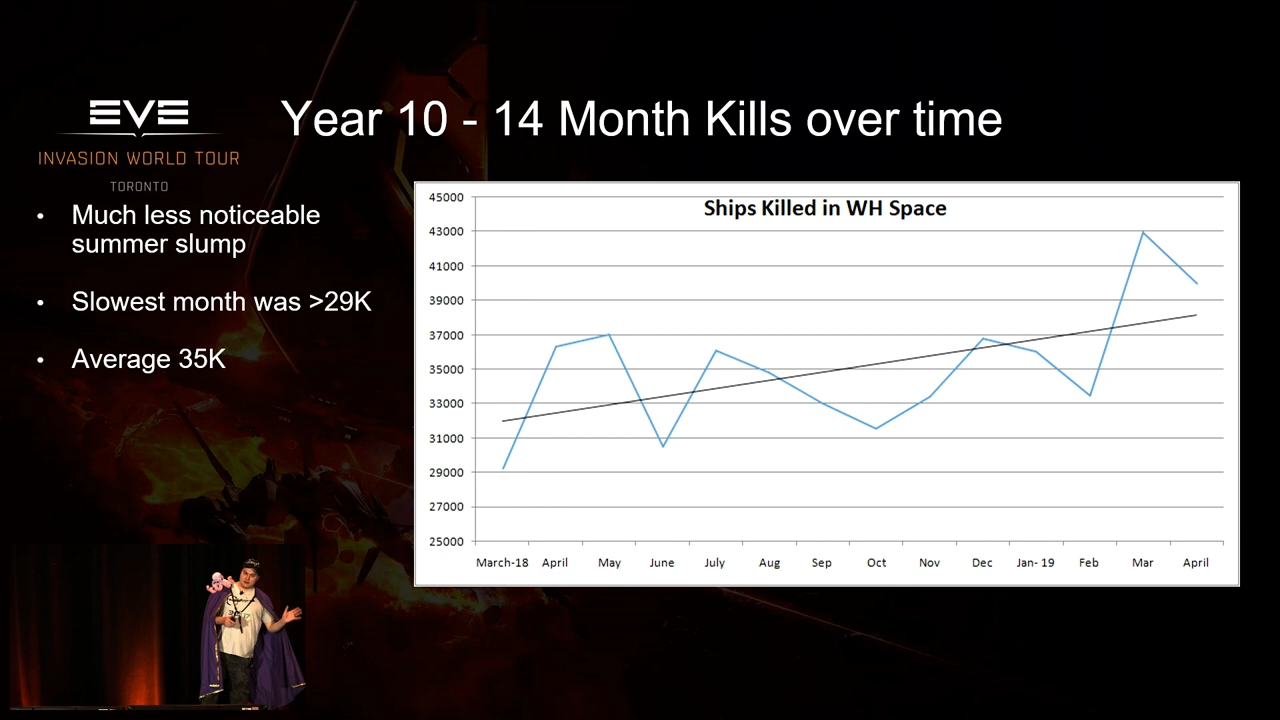 EVE
INVASION WORLD TOUR
TORONTO
Year 10 - 14 Month Kills over time
• Much less noticeable
summer slump
• Slowest month was >29K
• Average 35K
Ships Killed in WH Space
45000
43000
41000
39000
37000
35000
33000
31000
29000
27000
25000
March-18 April May June July Aug Sep Oct Nov Dec Jan- 19 Feb Mar April